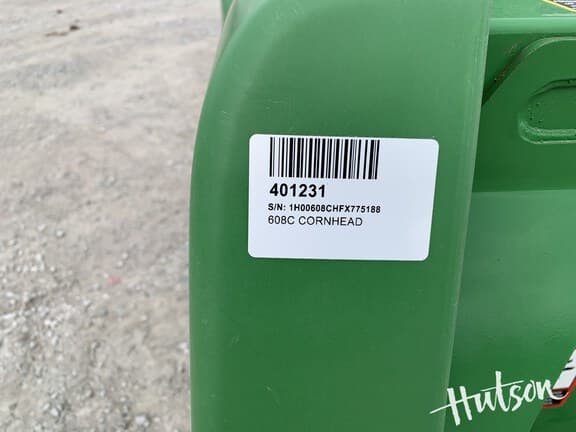 401231
S/N: 1H00608CHFX775188
608C CORNHEAD
Hutson